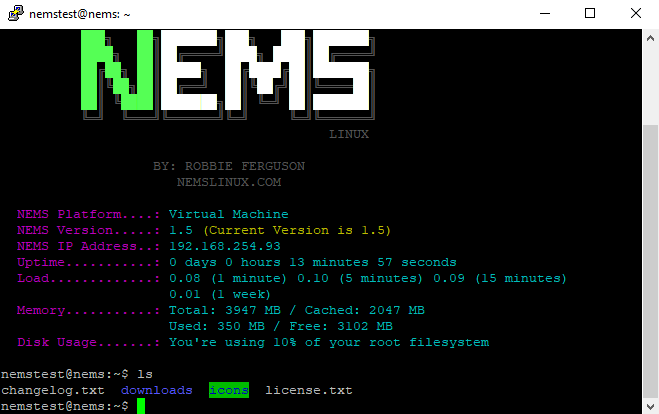 nemstest@nems: ~
NEMS
LINUX
BY: ROBBIE FERGUSON
NEMSLINUX.COM
NEMS Platform....: Virtual Machine
NEMS Version.....: 1.5 (Current Version is 1.5)
NEMS IP Address..: 192.168.254.93
Uptime...........: 0 days 0 hours 13 minutes 57 seconds
Load.............: 0.08 (1 minute) 0.10 (5 minutes) 0.09 (15 minutes)
0.01 (1 week)
Memory...........: Total: 3947 MB / Cached: 2047 MB
Used: 350 MB / Free: 3102 MB
Disk Usage.......: You're using 10% of your root filesystem
nemstest@nems:~$ ls
changelog.txt  downloads  icons  license.txt
nemstest@nems:~$